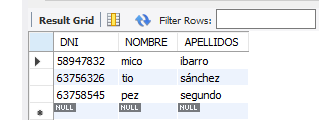 Result Grid Filter Rows:
DNI NOMBRE APELLIDOS
58947832 mico ibarro
63756326 tio sánchez
63758545 pez segundo
NULL NULL NULL